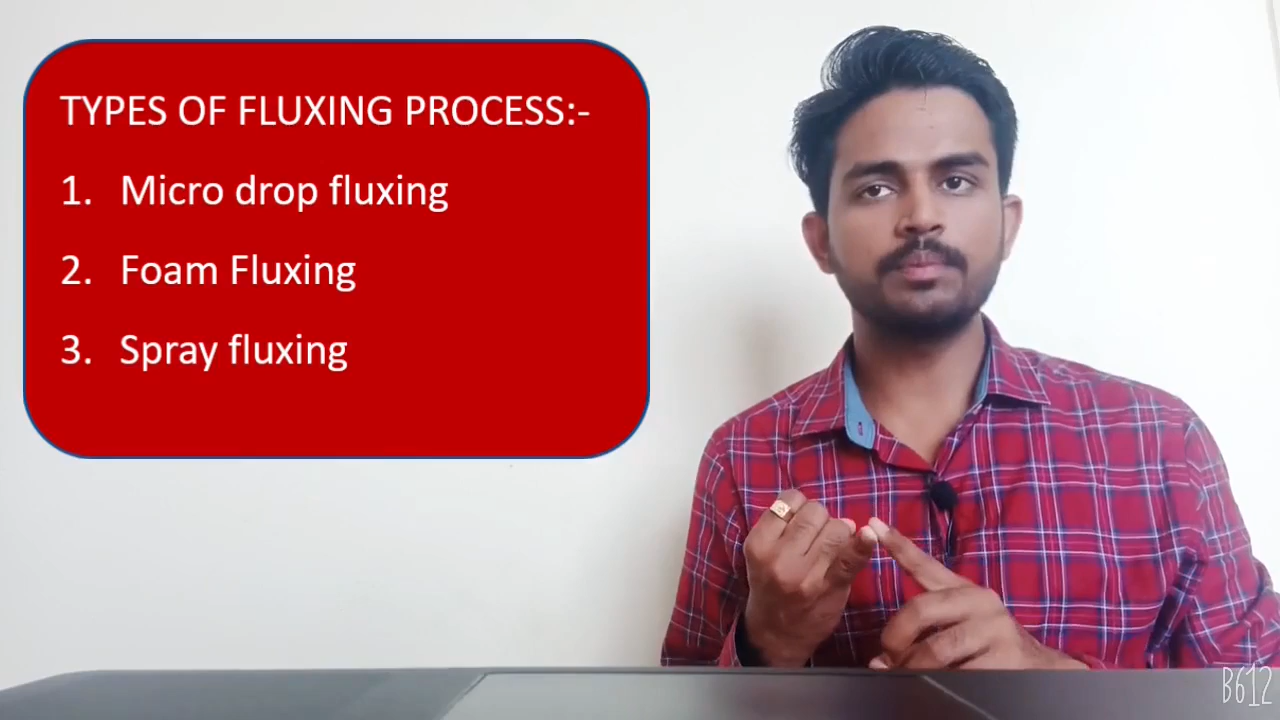 TYPES OF FLUXING PROCESS:-
1. Micro drop fluxing
2. Foam Fluxing
3. Spray fluxing
B612